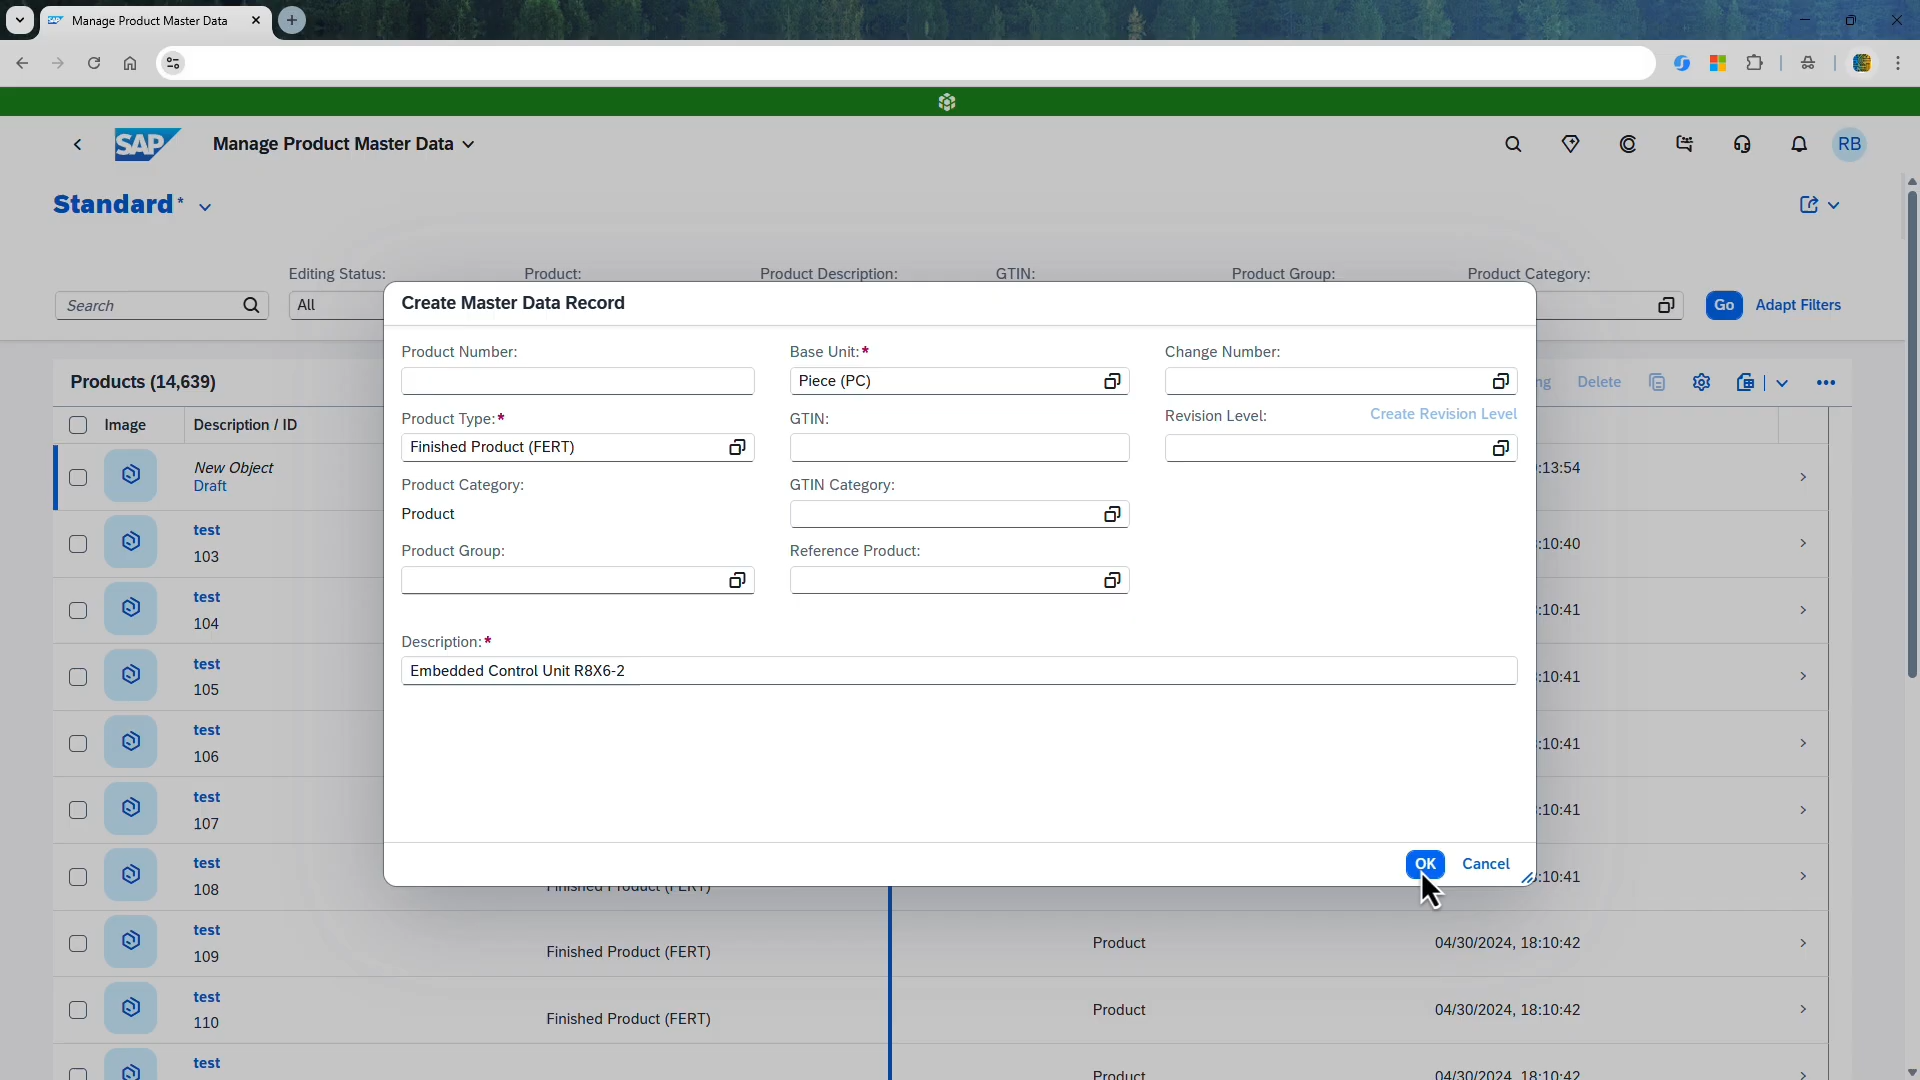 Manage Product Master Data
SAP
Manage Product Master Data
RB
Standard *
Editing Status: Product: Product Description: GTIN: Product Group: Product Category:
Search All Go Adapt Filters
Create Master Data Record
Product Number: Base Unit:* Change Number:
Piece (PC)
Product Type:* GTIN: Revision Level: Create Revision Level
Finished Product (FERT)
Product Category: GTIN Category:
Product
Product Group: Reference Product:
Description:*
Embedded Control Unit R8X6-2
OK Cancel
Products (14,639) ng Delete
Image Description / ID
New Object :13:54
Draft
test :10:40
103
test :10:41
104
test :10:41
105
test :10:41
106
test :10:41
107
test :10:41
108 Finished Product (FERT)
test Product 04/30/2024, 18:10:42
109 Finished Product (FERT)
test Product 04/30/2024, 18:10:42
110 Finished Product (FERT)
test Product 04/30/2024, 18:10:42